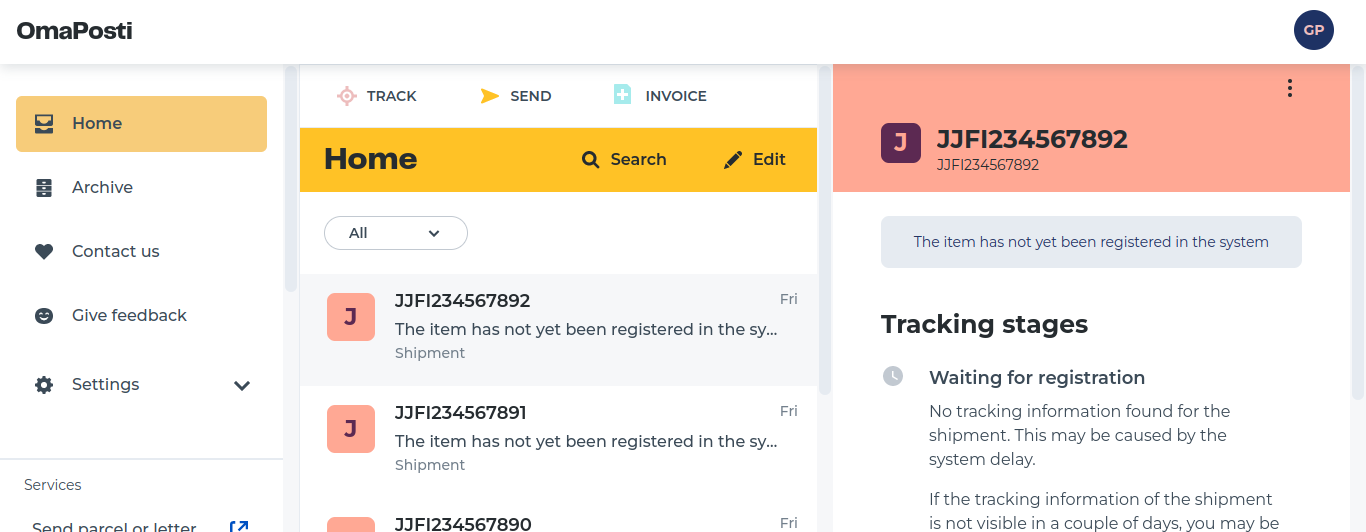 OmaPosti
GP
Home
Archive
Contact us
Give feedback
Settings
Services
Send parcel or letter
TRACK
SEND
INVOICE
Home
Search
Edit
All
J
JJFI234567892
Fri
The item has not yet been registered in the sy...
Shipment
J
JJFI234567891
Fri
The item has not yet been registered in the sy...
Shipment
JJFI234567890
Fri
J
JJFI234567892
JJFI234567892
The item has not yet been registered in the system
Tracking stages
Waiting for registration
No tracking information found for the
shipment. This may be caused by the
system delay.
If the tracking information of the shipment
is not visible in a couple of days, you may be